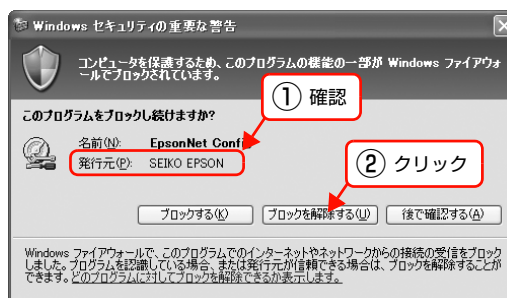 Windows セキュリティの重要な警告
コンピュータを保護するため、このプログラムの機能の一部が Windows ファイアウォ
ールでブロックされています。
① 確認
このプログラムをブロックし続けますか?
名前(N): EpsonNet Config
発行元(P): SEIKO EPSON
② クリック
ブロックする(K) ブロックを解除する(U) 後で確認する(A)
Windows ファイアウォールで、このプログラムでのインターネットやネットワークからの接続の受信をブロック
しました。プログラムを認識している場合、または発行元が信頼できる場合は、ブロックを解除することが
できます。どのプログラムに対してブロックを解除できるか表示します。